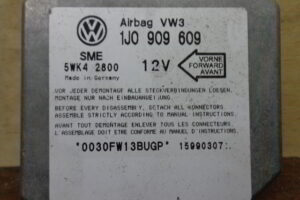 Airbag VW3
1J0 909 609
SME
5WK4 2800
Made in Germany
12V
VORNE
FORWARD
AVANT
VOR JEDER DEMONTAGE ALLE STECKVERBINDUNGEN LOESEN.
MONTAGE NUR NACH EINBAUANWEISUNG.
BEFORE EVERY DISASSEMBLY, DETACH ALL CONNECTORS
ASSEMBLE STRICTLY ACCORDING TO MANUAL INSTRUCTIONS.
AVANT TOUT DEMONTAGE ENLEVER TOUS LES CONNECTEURS.
L'ASSEMBLAGE DOIT ETRE CONFORME AU MANUEL D'INSTRUCTIONS.
*0030FW13BUGP* 15990307